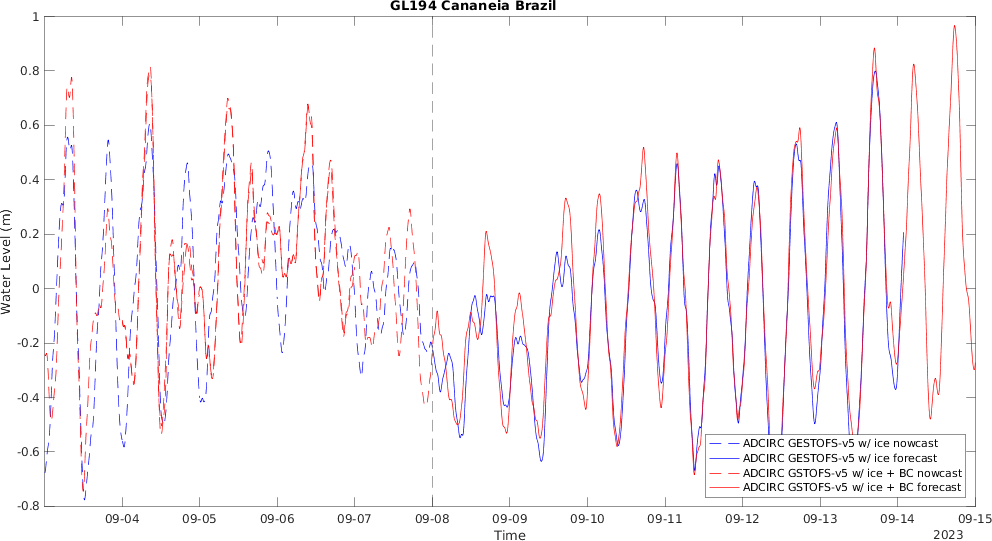 GL194 Cananeia Brazil
1
0.8
0.6
0.4
0.2
0
-0.2
-0.4
-0.6
-0.8
Water Level (m)
ADCIRC GESTOFS-v5 w/ ice nowcast
ADCIRC GESTOFS-v5 w/ ice forecast
ADCIRC GSTOFS-v5 w/ ice + BC nowcast
ADCIRC GSTOFS-v5 w/ ice + BC forecast
09-04 09-05 09-06 09-07 09-08 09-09 09-10 09-11 09-12 09-13 09-14 09-15
Time
2023